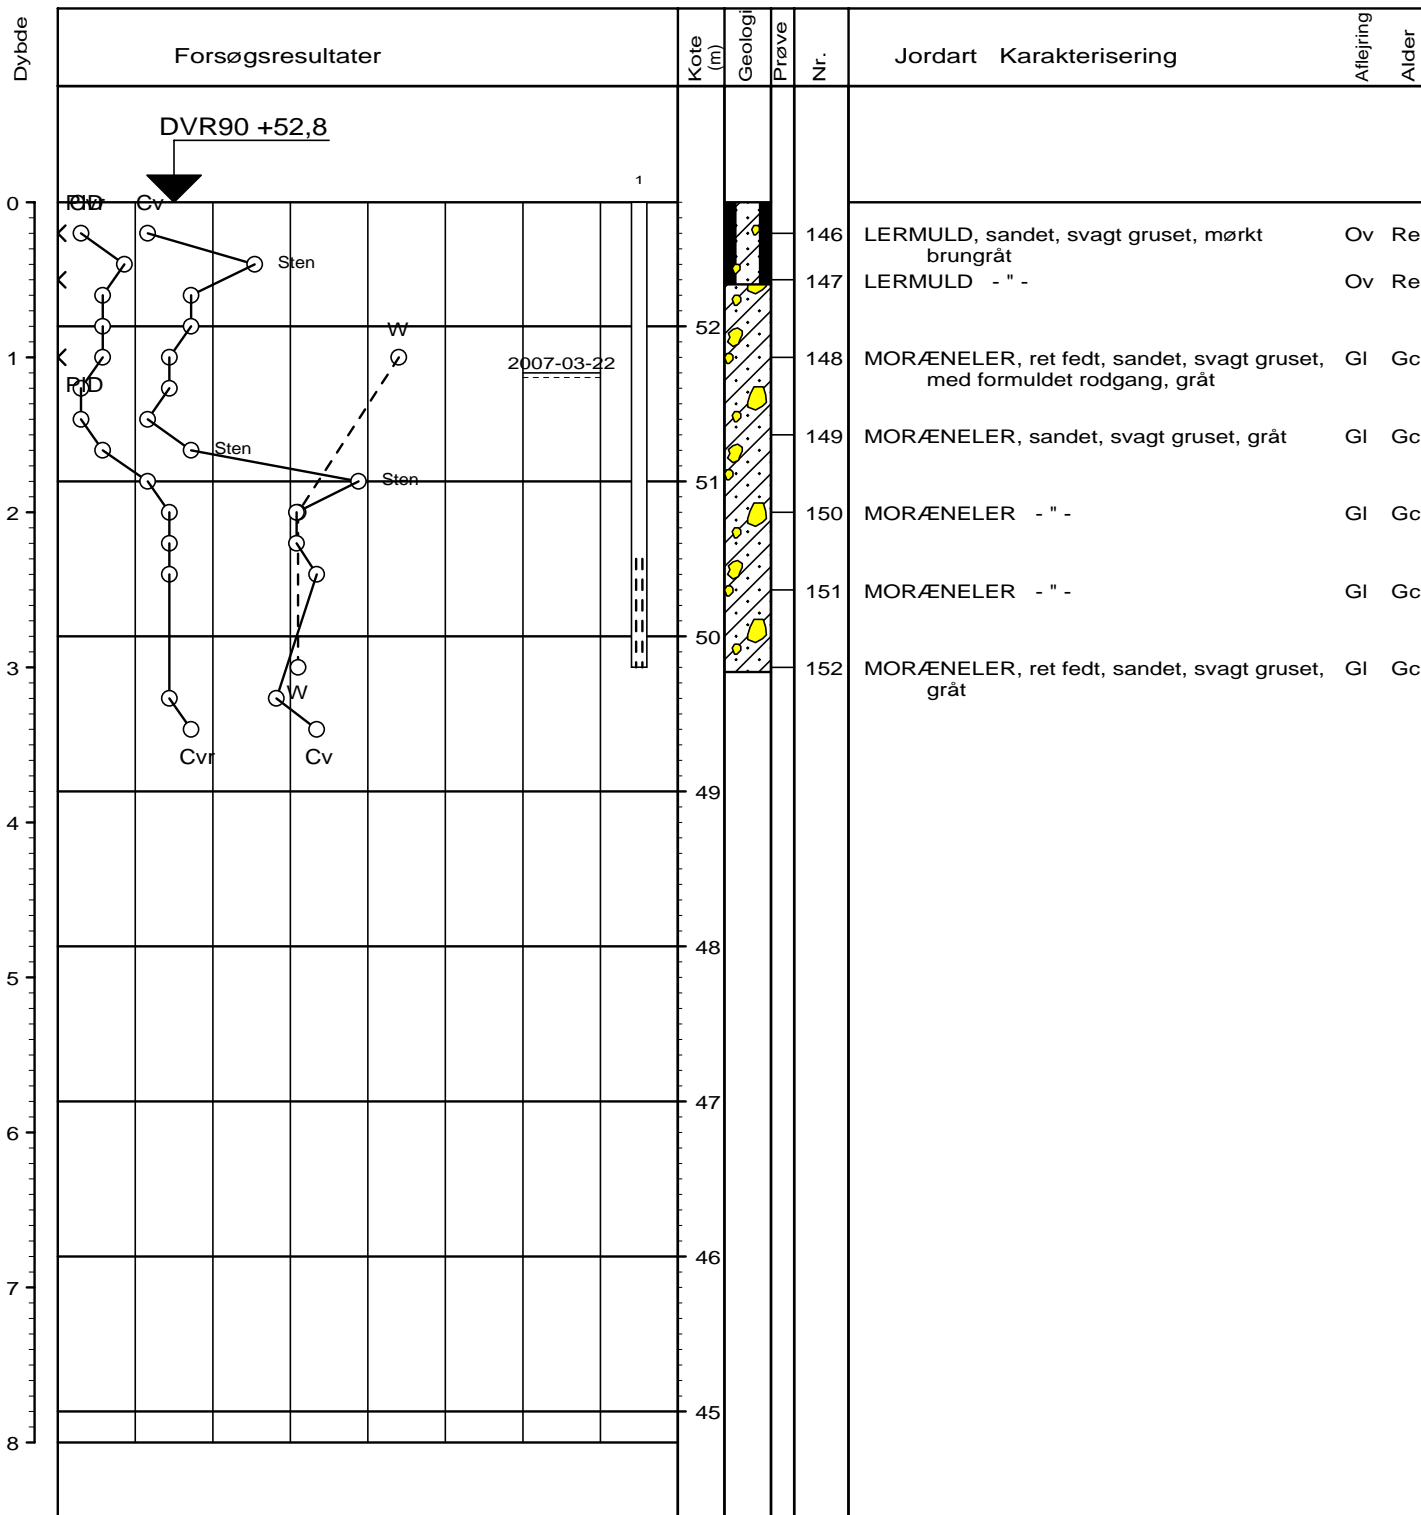 Dybde
Forsøgsresultater
Kote
(m)
Geologi
Prøve
Nr.
Jordart Karakterisering
Aflejring
Alder
DVR90 +52,8
1
0
PID
Cvr
Cv
146 LERMULD, sandet, svagt gruset, mørkt Ov Re
brungråt
Sten
147 LERMULD - " - Ov Re
52
W
1
2007-03-22
148 MORÆNELER, ret fedt, sandet, svagt gruset, Gl Gc
med formuldet rodgang, gråt
PID
149 MORÆNELER, sandet, svagt gruset, gråt Gl Gc
Sten
Sten
51
2
150 MORÆNELER - " - Gl Gc
151 MORÆNELER - " - Gl Gc
50
3
152 MORÆNELER, ret fedt, sandet, svagt gruset, Gl Gc
gråt
W
Cvr
Cv
49
4
48
5
47
6
46
7
45
8